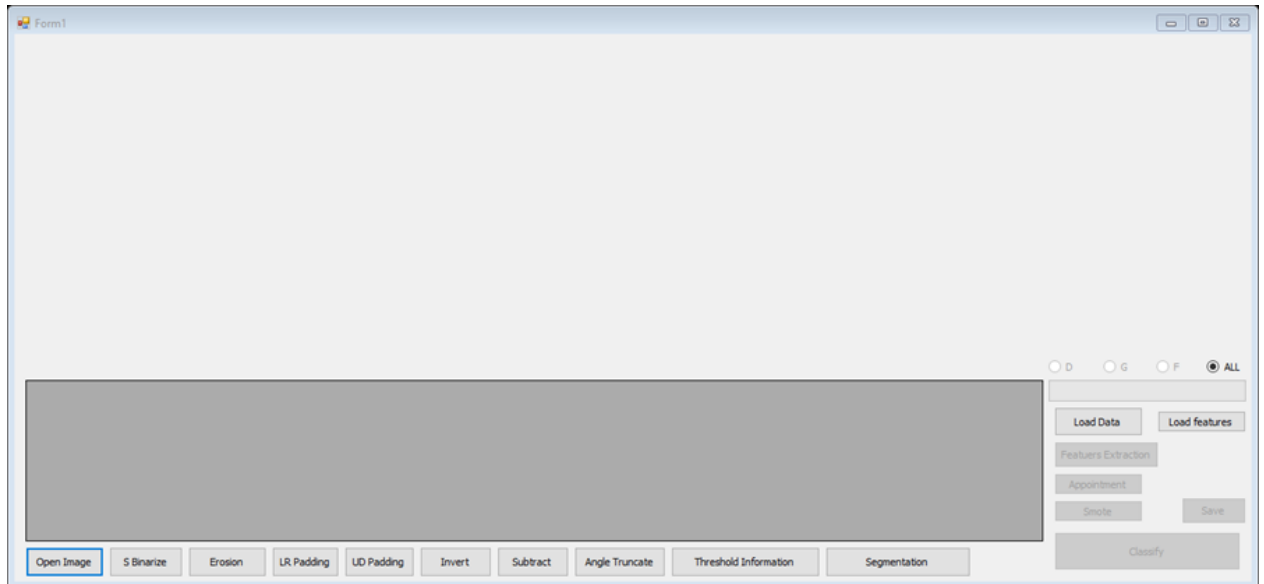 Form1
D G F ALL
Load Data Load features
Featuers Extraction
Appointment
Smote Save
Classify
Open Image S Binarize Erosion LR Padding UD Padding Invert Subtract Angle Truncate Threshold Information Segmentation